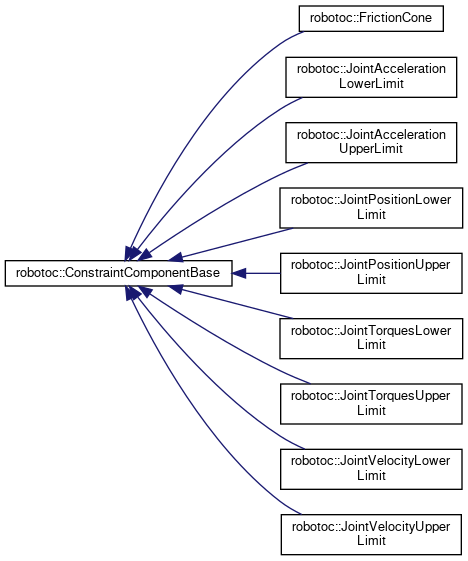 robotoc::FrictionCone
robotoc::JointAcceleration
LowerLimit
robotoc::JointAcceleration
UpperLimit
robotoc::JointPositionLower
Limit
robotoc::ConstraintComponentBase
robotoc::JointPositionUpper
Limit
robotoc::JointTorquesLower
Limit
robotoc::JointTorquesUpper
Limit
robotoc::JointVelocityLower
Limit
robotoc::JointVelocityUpper
Limit